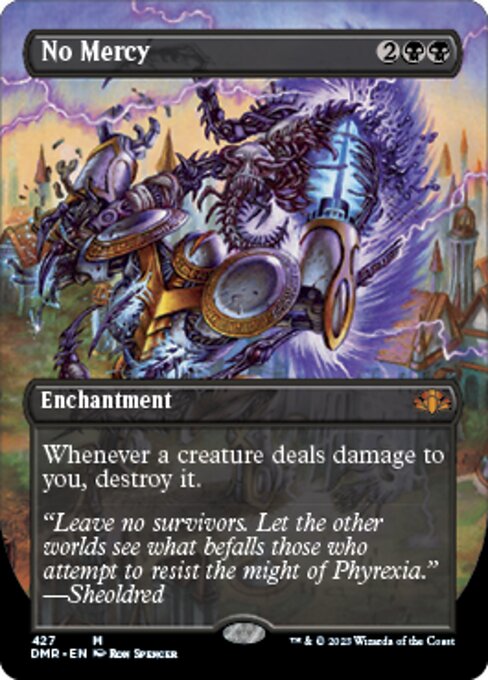 No Mercy 2
Enchantment
Whenever a creature deals damage to
you, destroy it.
“Leave no survivors. Let the other
worlds see what befalls those who
attempt to resist the might of Phyrexia.”
—Sheoldred
427 M
DMR • EN Ron Spencer
™ & © 2023 Wizards of the Coast